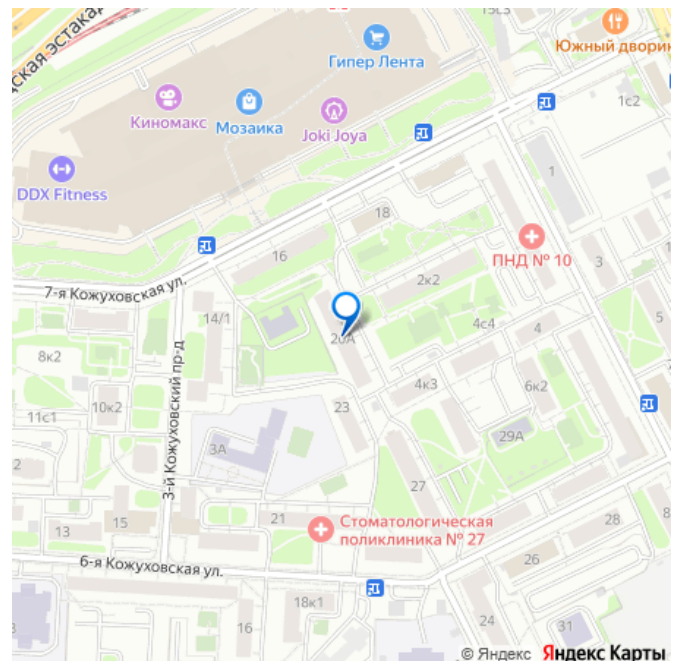 15с3
Южный дворик
ская эстакада
Гипер Лента
Киномакс
Мозаика
Joki Joya
1с2
DDX Fitness
1
18
ПНД № 10
3
16
2к2
7-я Кожуховская ул.
14/1
20А
4с4
4
5
8к2
3-й Кожуховский пр-д
4к3
6к2
10к2
23
11с1
29А
3А
2
27
15
21
Стоматологическая
поликлиника № 27
28
8
13
6-я Кожуховская ул.
26
18к1
16
24
31
3
© Яндекс Яндекс Карты